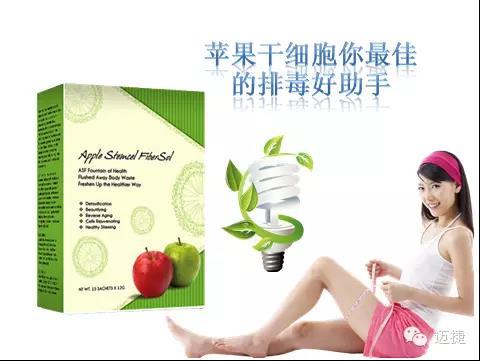 苹果干细胞你最佳
的排毒好助手
Apple Stemcel FiberSol
ASF Fountain of Health
Flushed Away Body Waste
Freshen Up the Healthier Way
Detoxification
Beautifying
Reverse Aging
Cells Rejuvenating
Healthy Slimming
NET WT. 15 SACHETS X 12G
迈捷